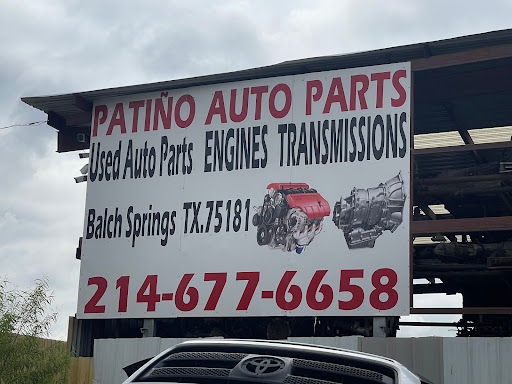 PATIÑO AUTO PARTS
Used Auto Parts ENGINES TRANSMISSIONS
Balch Springs TX.75181
214-677-6658